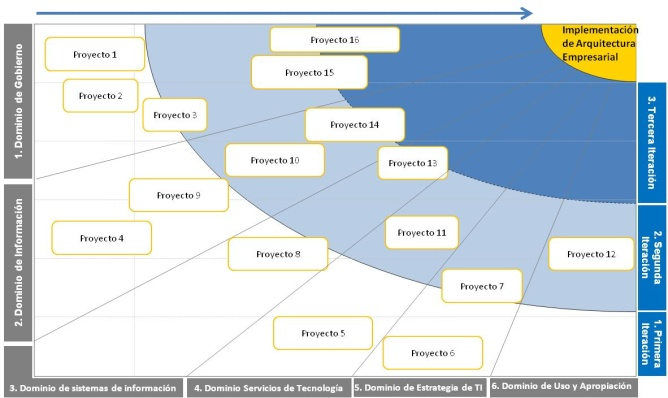 Implementación
de Arquitectura
Empresarial
Proyecto 16
Proyecto 1
Proyecto 15
Proyecto 2
Proyecto 3
Proyecto 14
Proyecto 10
Proyecto 13
Proyecto 9
Proyecto 4
Proyecto 11
Proyecto 8
Proyecto 12
Proyecto 7
Proyecto 5
Proyecto 6
1. Dominio de Gobierno
2. Dominio de Información
3. Dominio de sistemas de información
4. Dominio Servicios de Tecnología
5. Dominio de Estrategia de TI
6. Dominio de Uso y Apropiación
3. Tercera Iteración
2. Segunda
Iteración
1. Primera
Iteración